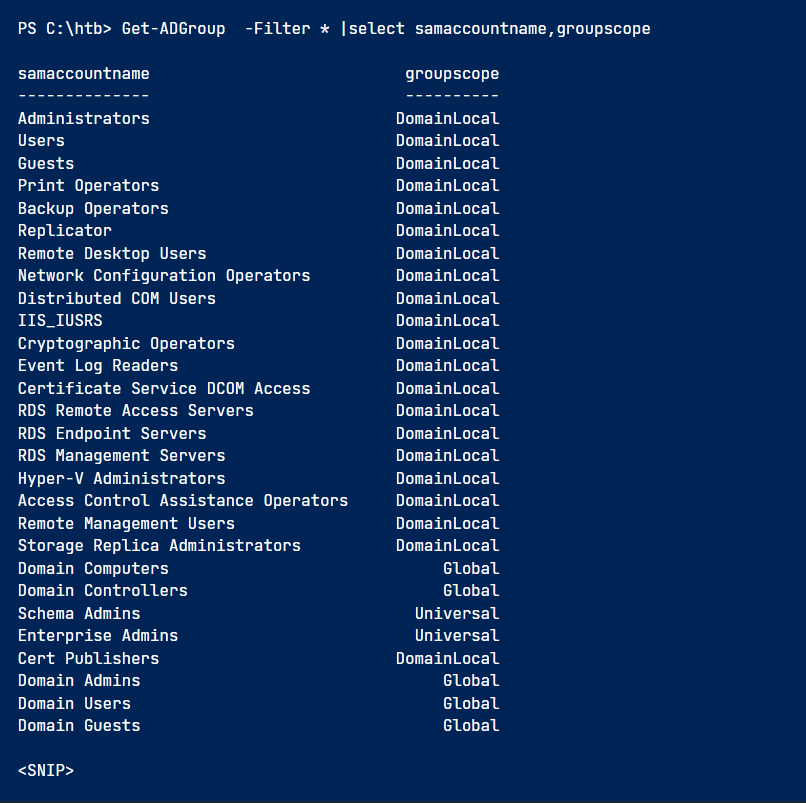 PS C:\htb> Get-ADGroup  -Filter * |select samaccountname,groupscope
samaccountname                           groupscope
--------------                           ----------
Administrators                          DomainLocal
Users                                   DomainLocal
Guests                                  DomainLocal
Print Operators                         DomainLocal
Backup Operators                        DomainLocal
Replicator                              DomainLocal
Remote Desktop Users                    DomainLocal
Network Configuration Operators         DomainLocal
Distributed COM Users                   DomainLocal
IIS_IUSRS                               DomainLocal
Cryptographic Operators                 DomainLocal
Event Log Readers                       DomainLocal
Certificate Service DCOM Access         DomainLocal
RDS Remote Access Servers               DomainLocal
RDS Endpoint Servers                    DomainLocal
RDS Management Servers                  DomainLocal
Hyper-V Administrators                  DomainLocal
Access Control Assistance Operators     DomainLocal
Remote Management Users                 DomainLocal
Storage Replica Administrators          DomainLocal
Domain Computers                             Global
Domain Controllers                           Global
Schema Admins                             Universal
Enterprise Admins                         Universal
Cert Publishers                         DomainLocal
Domain Admins                                Global
Domain Users                                 Global
Domain Guests                                Global
<SNIP>